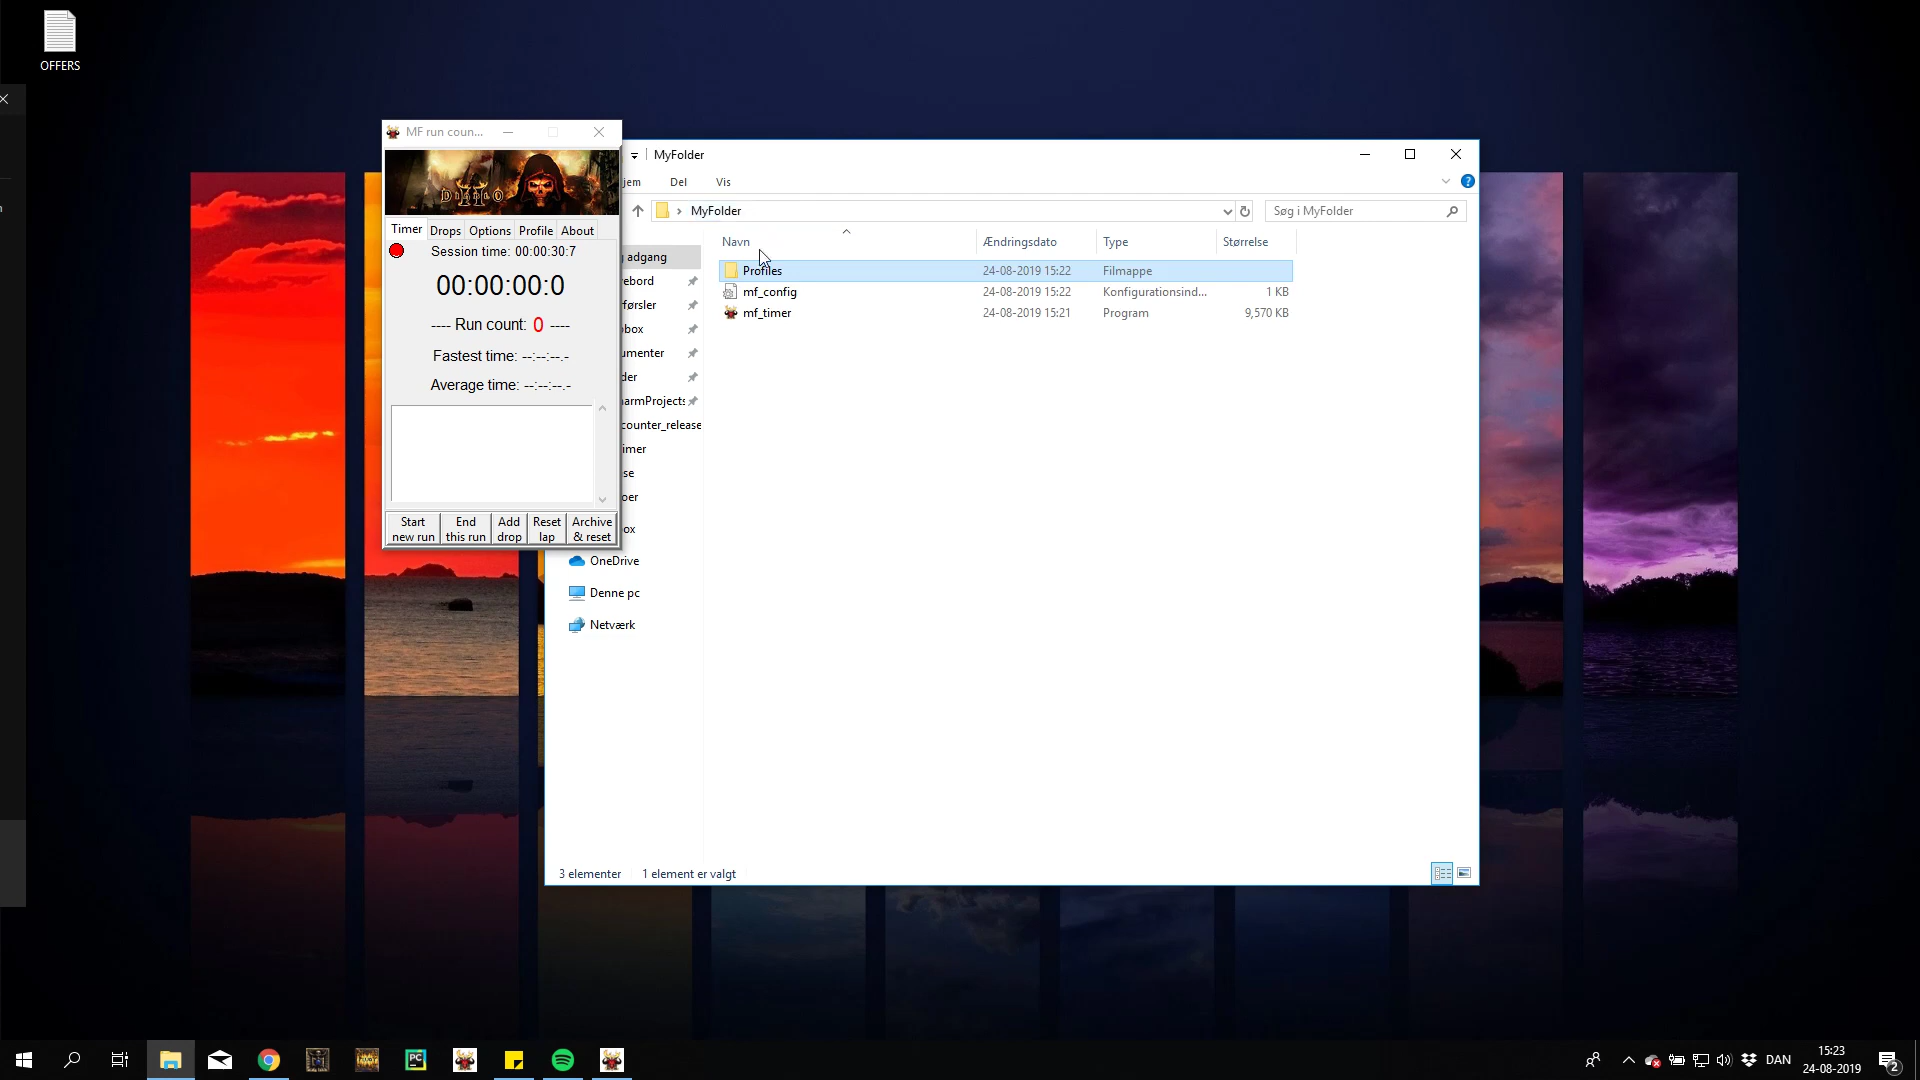 OFFERS
MF run coun...
Diablo
II
Timer Drops Options Profile About
Session time: 00:00:30:7
00:00:00:0
---- Run count: 0 ----
Fastest time: --:--:--.-
Average time: --:--:--.-
Start new run
End this run
Add drop
Reset lap
Archive & reset
MyFolder
jem Del Vis
MyFolder
Søg i MyFolder
adgang
ebord
førsler
box
umenter
der
armProjects
counter_release
imer
se
oer
ox
OneDrive
Denne pc
Netværk
Navn Ændringsdato Type Størrelse
Profiles 24-08-2019 15:22 Filmappe
mf_config 24-08-2019 15:22 Konfigurationsind... 1 KB
mf_timer 24-08-2019 15:21 Program 9,570 KB
3 elementer 1 element er valgt
PC
DAN
15:23
24-08-2019
2